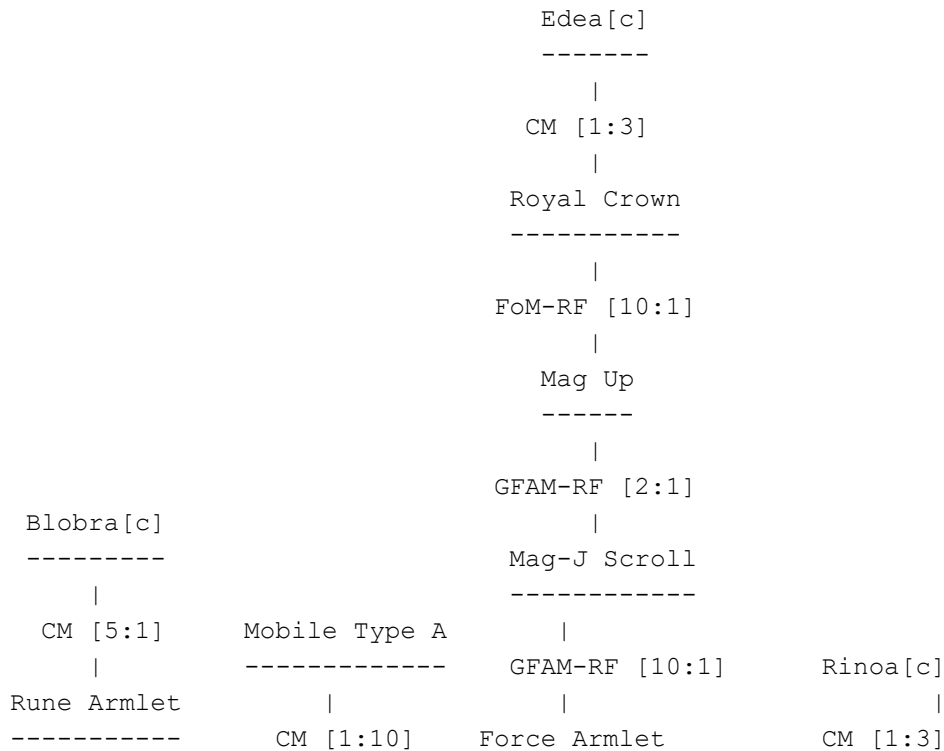 Edea[c]
                                   -------
                                      |
                                  CM [1:3]
                                      |
                                 Royal Crown
                                 -----------
                                      |
                                FoM-RF [10:1]
                                      |
                                   Mag Up
                                   ------
                                      |
                                GFAM-RF [2:1]
 Blobra[c]                            |
 ---------                       Mag-J Scroll
     |                           ------------
  CM [5:1]     Mobile Type A        |
     |         -------------     GFAM-RF [10:1]      Rinoa[c]
Rune Armlet         |               |                       |
-----------      CM [1:10]    Force Armlet           CM [1:3]